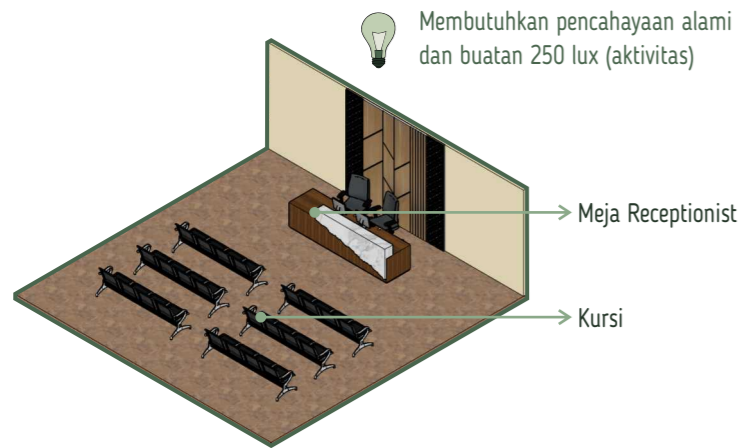 Membutuhkan pencahayaan alami
dan buatan 250 lux (aktivitas)
Meja Receptionist
Kursi